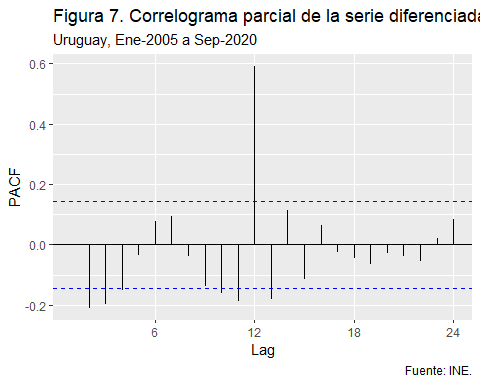 Figura 7. Correlograma parcial de la serie diferenciada
Uruguay, Ene-2005 a Sep-2020
0.6
0.4
0.2
0.0
-0.2
PACF
6 12 18 24
Lag
Fuente: INE.